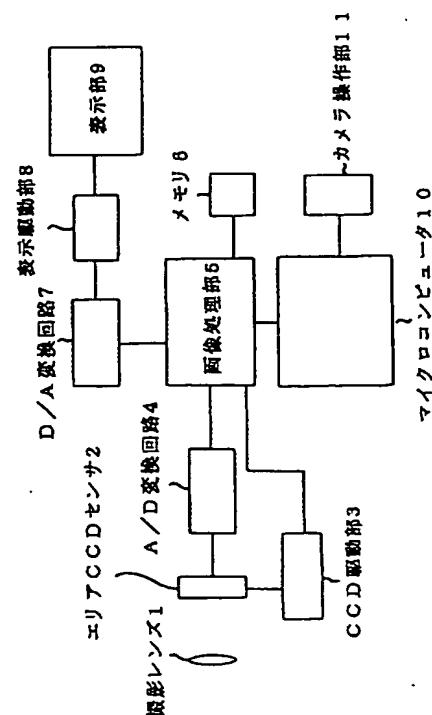 撮影レンズ1
エリアCCDセンサ2
CCD駆動部3
A/D変換回路4
画像処理部5
メモリ6
D/A変換回路7
表示駆動部8
表示部9
マイクロコンピュータ10
カメラ操作部11